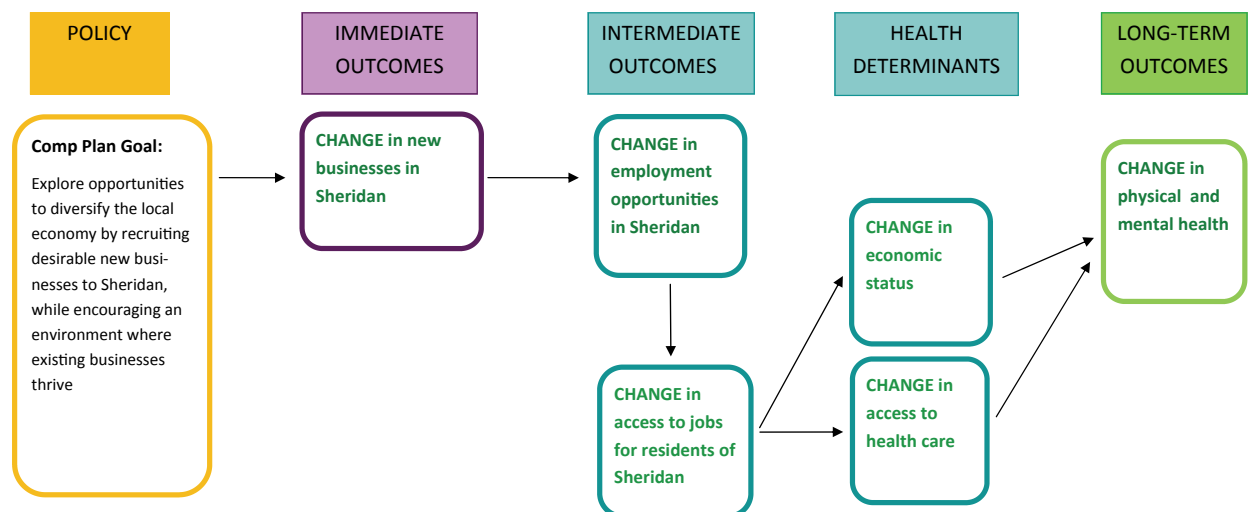 POLICY
IMMEDIATE
OUTCOMES
INTERMEDIATE
OUTCOMES
HEALTH
DETERMINANTS
LONG-TERM
OUTCOMES
Comp Plan Goal:
Explore opportunities
to diversify the local
economy by recruiting
desirable new busi-
nesses to Sheridan,
while encouraging an
environment where
existing businesses
thrive
CHANGE in new
businesses in
Sheridan
CHANGE in
employment
opportunities
in Sheridan
CHANGE in
access to jobs
for residents of
Sheridan
CHANGE in
economic
status
CHANGE in
access to
health care
CHANGE in
physical and
mental health